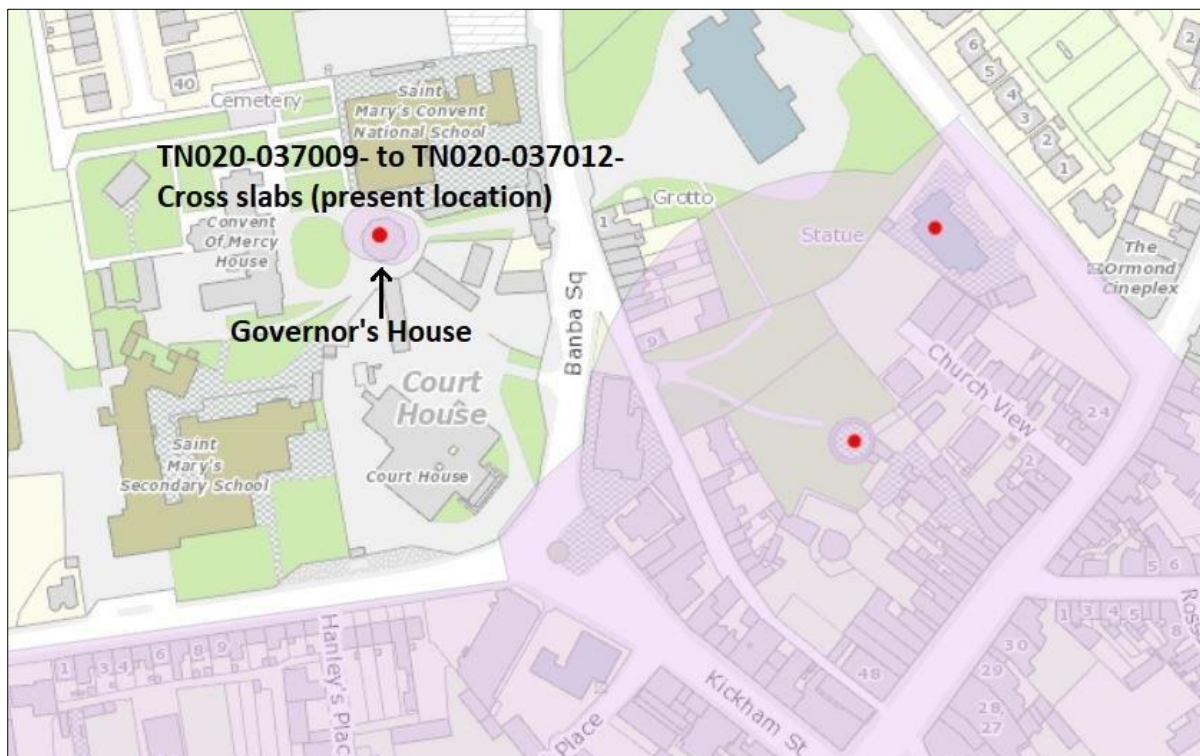 40
Cemetery
Saint
Mary's Convent
National School
TN020-037009- to TN020-037012-
Cross slabs (present location)
Convent
Of Mercy
House
Governor's House
Court
House
Court House
Saint
Mary's
Secondary School
Banba Sq
1
9
Grotto
Statue
6
5
4
3
2
1
2
The
Ormond
Cineplex
Church View
24
2
5 6
1 3 4 5
8
Ros
30
29
28
27
48
Kickham St
Place
Hanley's Place
1 3 4 6 8 9